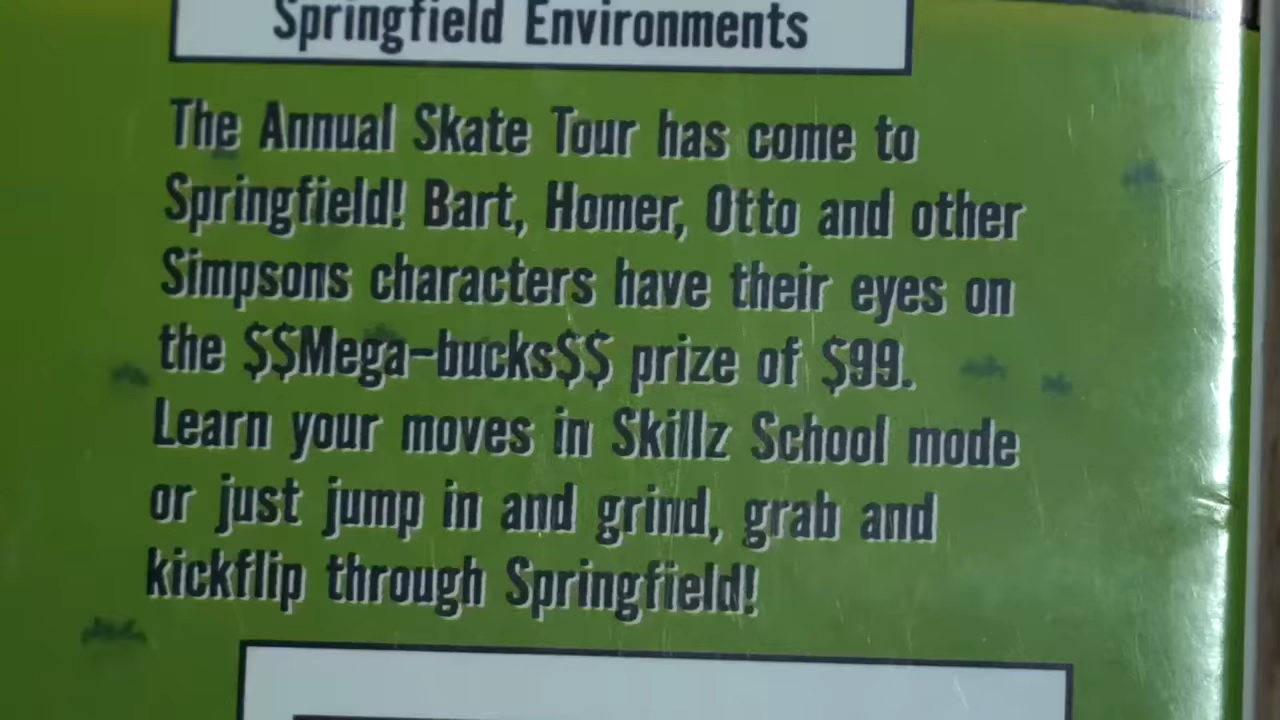 Springfield Environments
The Annual Skate Tour has come to
Springfield! Bart, Homer, Otto and other
Simpsons characters have their eyes on
the $$Mega-bucks$$ prize of $99.
Learn your moves in Skillz School mode
or just jump in and grind, grab and
kickflip through Springfield!